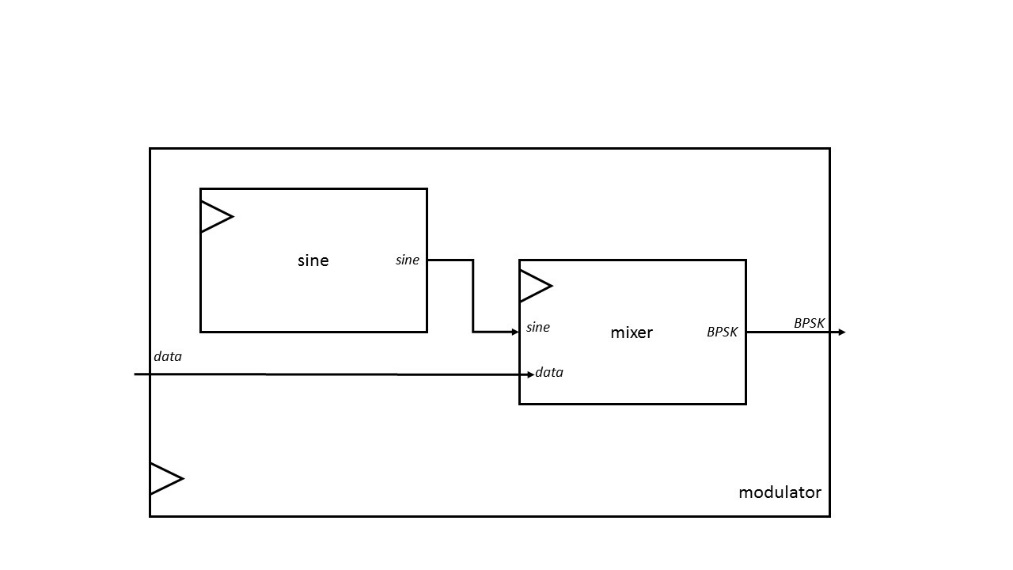 sine
sine
sine
mixer
BPSK
BPSK
data
data
modulator